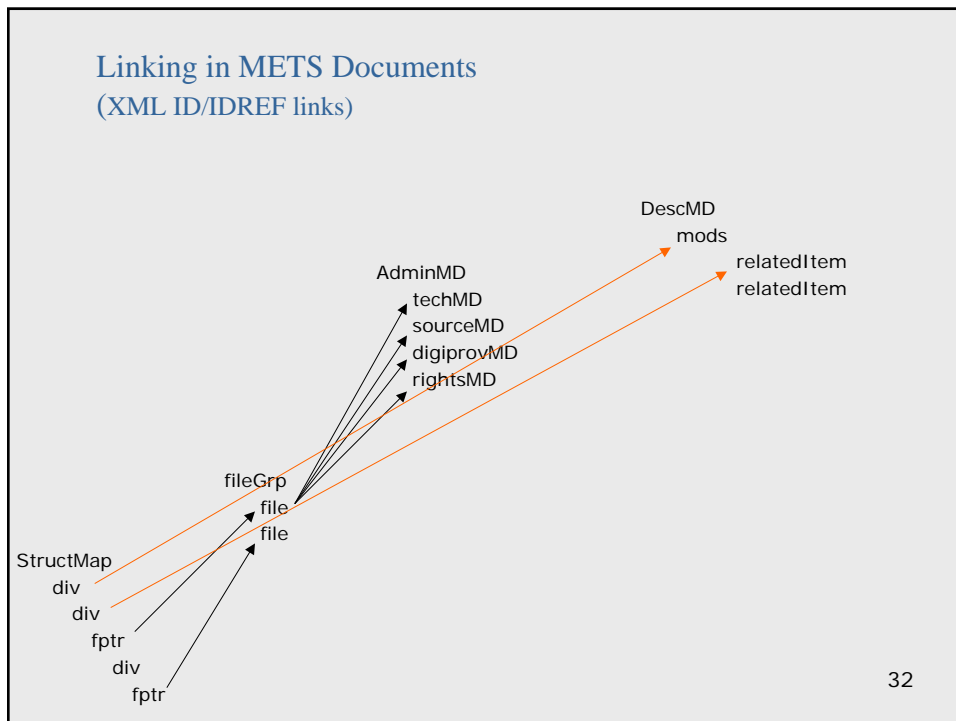 Linking in METS Documents
(XML ID/IDREF links)
DescMD
mods
relatedItem
relatedItem
AdminMD
techMD
sourceMD
digiprovMD
rightsMD
fileGrp
file
file
StructMap
div
div
fptr
div
fptr
32